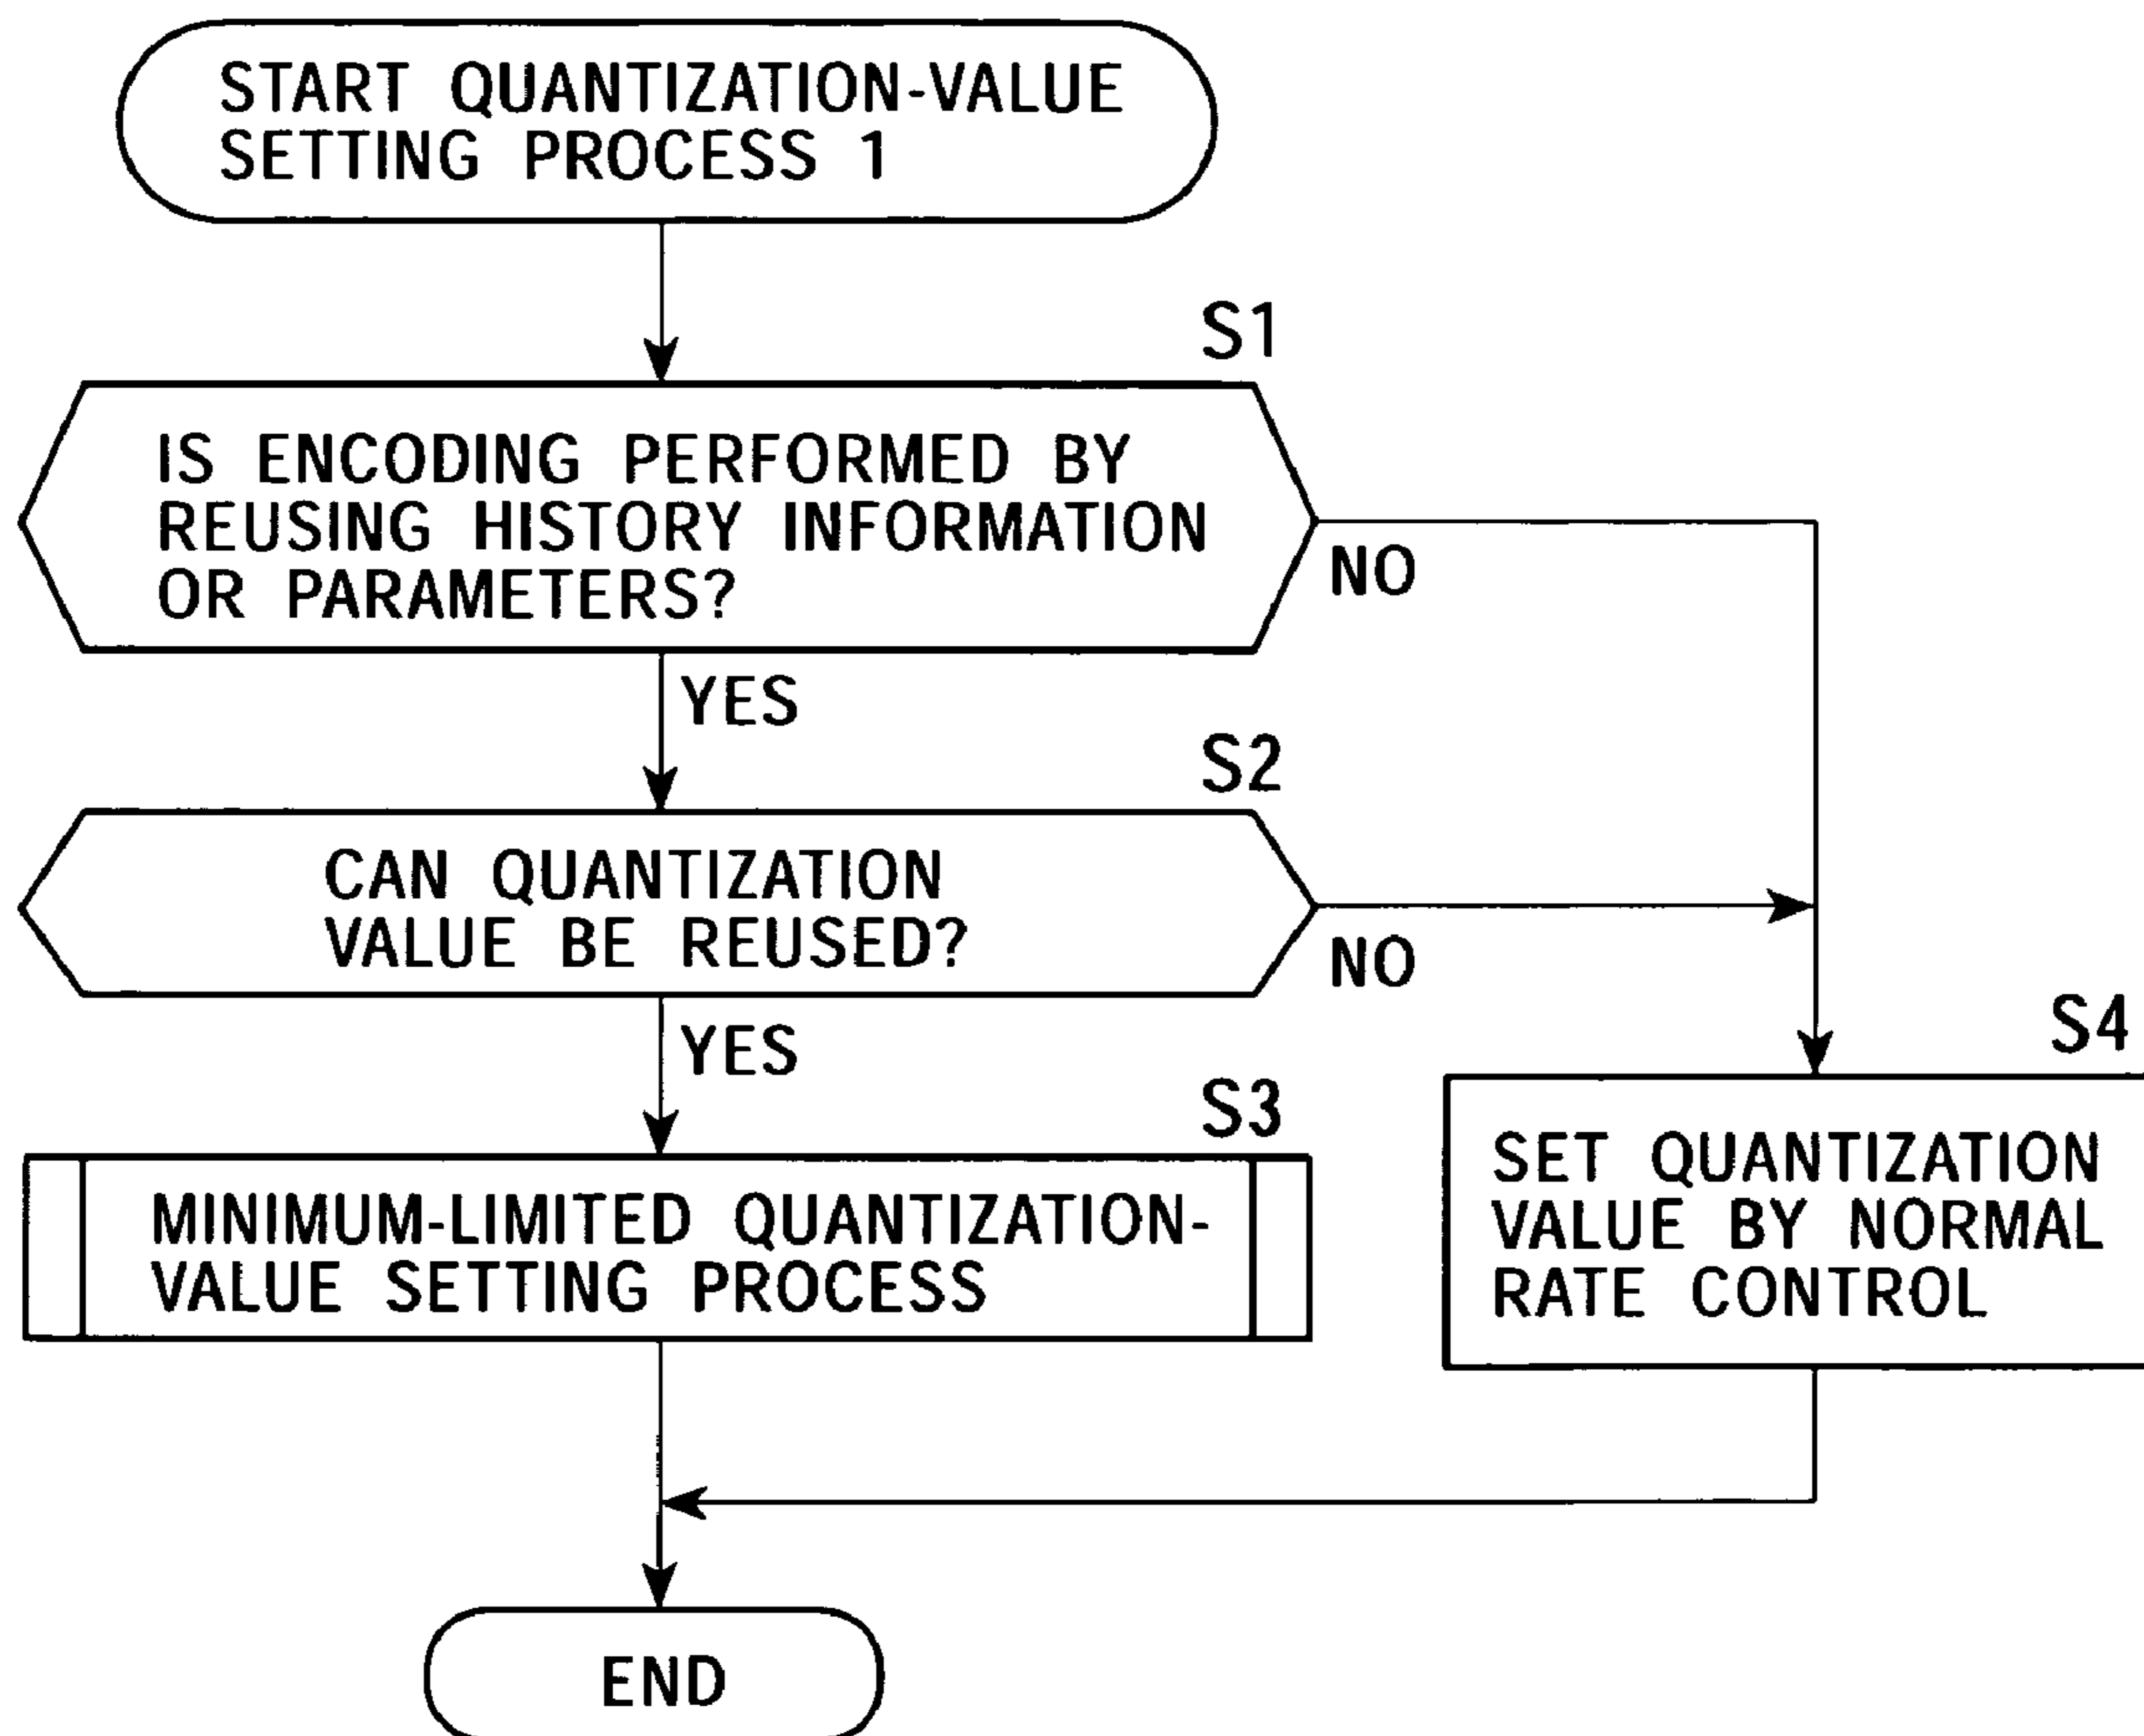 START QUANTIZATION-VALUE
SETTING PROCESS 1
S1
IS ENCODING PERFORMED BY
REUSING HISTORY INFORMATION
OR PARAMETERS?
NO
YES
S2
CAN QUANTIZATION
VALUE BE REUSED?
NO
YES
S3
MINIMUM-LIMITED QUANTIZATION-
VALUE SETTING PROCESS
S4
SET QUANTIZATION
VALUE BY NORMAL
RATE CONTROL
END